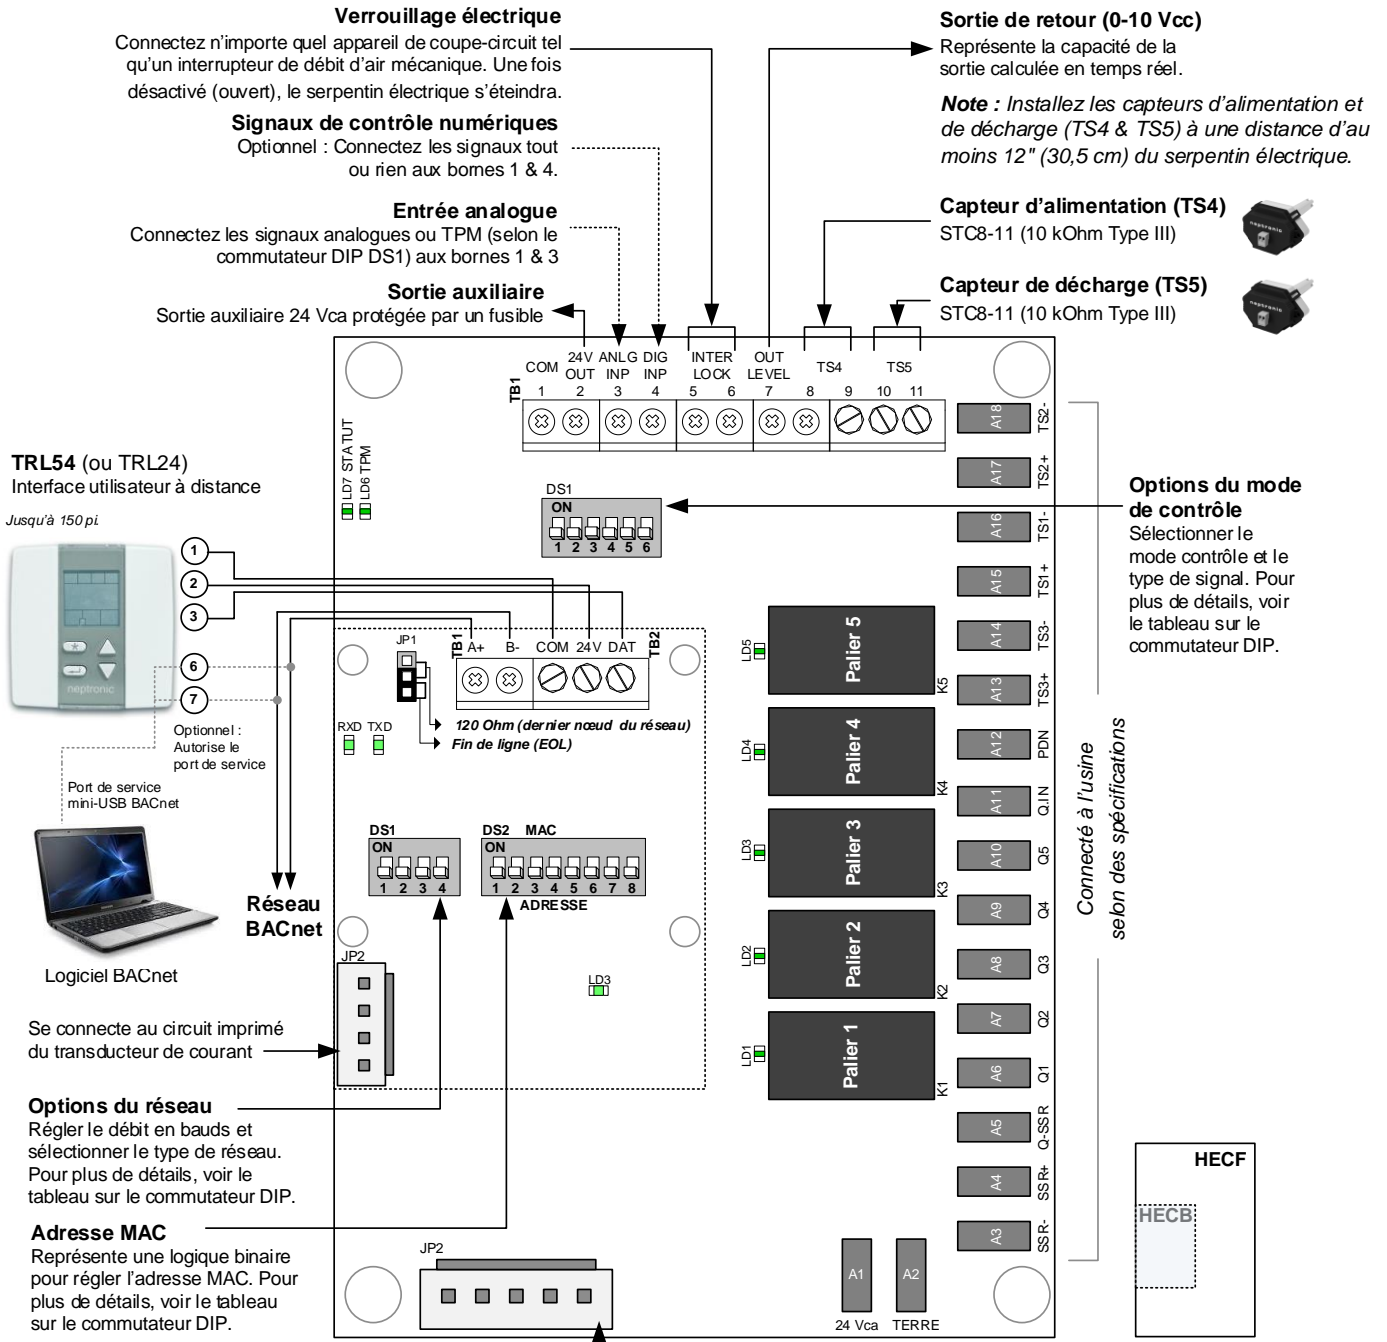 Verrouillage électrique
Connectez n'importe quel appareil de coupe-circuit tel
qu'un interrupteur de débit d'air mécanique. Une fois
désactivé (ouvert), le serpentin électrique s'éteindra.
Signaux de contrôle numériques
Optionnel : Connectez les signaux tout
ou rien aux bornes 1 & 4.
Entrée analogue
Connectez les signaux analogues ou TPM (selon le
commutateur DIP DS1) aux bornes 1 & 3
Sortie auxiliaire
Sortie auxiliaire 24 Vca protégée par un fusible
Sortie de retour (0-10 Vcc)
Représente la capacité de la
sortie calculée en temps réel.
Note : Installez les capteurs d'alimentation et
de décharge (TS4 & TS5) à une distance d'au
moins 12" (30,5 cm) du serpentin électrique.
Capteur d'alimentation (TS4)
STC8-11 (10 kOhm Type III)
Capteur de décharge (TS5)
STC8-11 (10 kOhm Type III)
neptronic
neptronic
TB1
COM
24V OUT
ANLG INP
DIG INP
INTER LOCK
OUT LEVEL
TS4
TS5
1 2 3 4 5 6 7 8 9 10 11
LD7 STATUT
LD6 TPM
DS1
ON
1 2 3 4 5 6
Options du mode
de contrôle
Sélectionner le
mode contrôle et le
type de signal. Pour
plus de détails, voir
le tableau sur le
commutateur DIP.
TRL54 (ou TRL24)
Interface utilisateur à distance
Jusqu'à 150 pi.
neptronic
1
2
3
6
7
Optionnel :
Autorise le
port de service
Port de service
mini-USB BACnet
Logiciel BACnet
Réseau
BACnet
JP1
TB1
A+ B- COM 24V DAT
TB2
120 Ohm (dernier nœud du réseau)
Fin de ligne (EOL)
RXD TXD
DS1
ON
1 2 3 4
DS2 MAC
ON
1 2 3 4 5 6 7 8
ADRESSE
JP2
LD3
Se connecte au circuit imprimé
du transducteur de courant
Options du réseau
Régler le débit en bauds et
sélectionner le type de réseau.
Pour plus de détails, voir le
tableau sur le commutateur DIP.
Adresse MAC
Représente une logique binaire
pour régler l'adresse MAC. Pour
plus de détails, voir le tableau
sur le commutateur DIP.
JP2
LD5 Palier 5 K5
LD4 Palier 4 K4
LD3 Palier 3 K3
LD2 Palier 2 K2
LD1 Palier 1 K1
A18 TS2-
A17 TS2+
A16 TS1-
A15 TS1+
A14 TS3-
A13 TS3+
A12 PDN
A11 Q.IN
A10 Q5
A9 Q4
A8 Q3
A7 Q2
A6 Q1
A5 Q-SSR
A4 SSR+
A3 SSR-
A1 A2
24 Vca TERRE
Connecté à l'usine
selon des spécifications
HECF
HECB